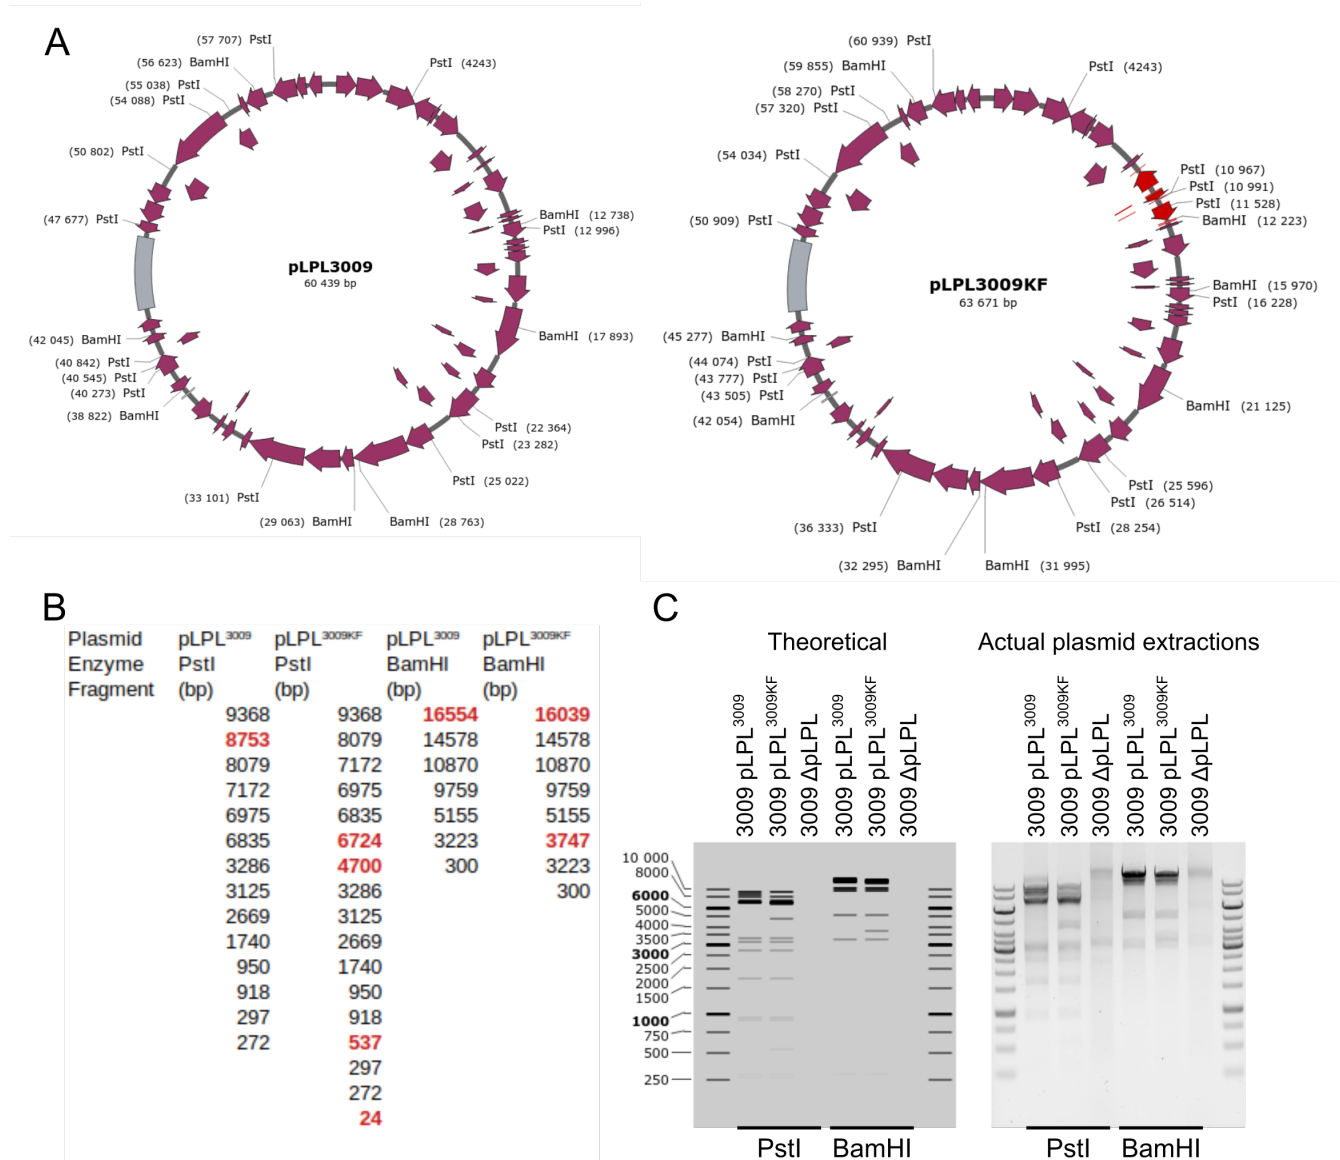 A
(57 707) PstI
(56 623) BamHI
(55 038) PstI
(54 088) PstI
(50 802) PstI
(47 677) PstI
(42 045) BamHI
(40 842) PstI
(40 545) PstI
(40 273) PstI
(38 822) BamHI
(33 101) PstI
(29 063) BamHI
BamHI (28 763)
PstI (25 022)
PstI (23 282)
PstI (22 364)
BamHI (17 893)
PstI (12 996)
BamHI (12 738)
PstI (4243)
pLPL3009
60 439 bp
(60 939) PstI
(59 855) BamHI
(58 270) PstI
(57 320) PstI
(54 034) PstI
(50 909) PstI
(45 277) BamHI
(44 074) PstI
(43 777) PstI
(43 505) PstI
(42 054) BamHI
(36 333) PstI
(32 295) BamHI
BamHI (31 995)
PstI (28 254)
PstI (26 514)
PstI (25 596)
BamHI (21 125)
PstI (16 228)
BamHI (15 970)
BamHI (12 223)
PstI (11 528)
PstI (10 991)
PstI (10 967)
PstI (4243)
pLPL3009KF
63 671 bp
B
Plasmid pLPL3009 pLPL3009KF pLPL3009 pLPL3009KF
Enzyme PstI PstI BamHI BamHI
Fragment (bp) (bp) (bp) (bp)
9368 9368 16554 16039
8753 8079 14578 14578
8079 7172 10870 10870
7172 6975 9759 9759
6975 6835 5155 5155
6835 6724 3223 3747
3286 4700 300 3223
3125 3286 300
2669 3125
1740 2669
950 1740
918 950
297 918
272 537
297
272
24
C
Theoretical
Actual plasmid extractions
3009 pLPL3009
3009 pLPL3009KF
3009 ΔpLPL
3009 pLPL3009
3009 pLPL3009KF
3009 ΔpLPL
3009 pLPL3009
3009 pLPL3009KF
3009 ΔpLPL
3009 pLPL3009
3009 pLPL3009KF
3009 ΔpLPL
10 000
8000
6000
5000
4000
3500
3000
2500
2000
1500
1000
750
500
250
PstI BamHI
PstI BamHI